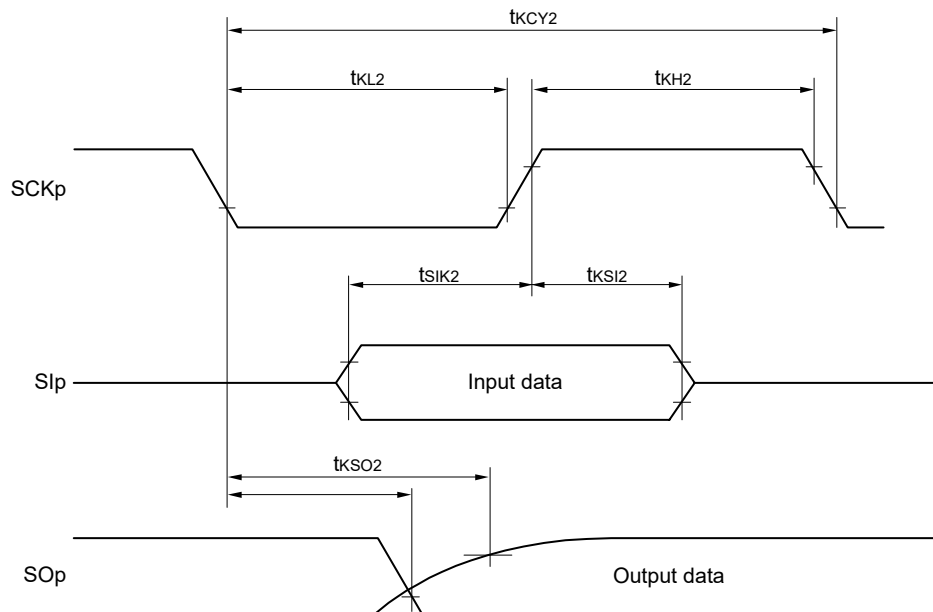 tKCY2
tKL2
tKH2
SCKp
tSIK2
tKSI2
SIp
Input data
tKSO2
SOp
Output data